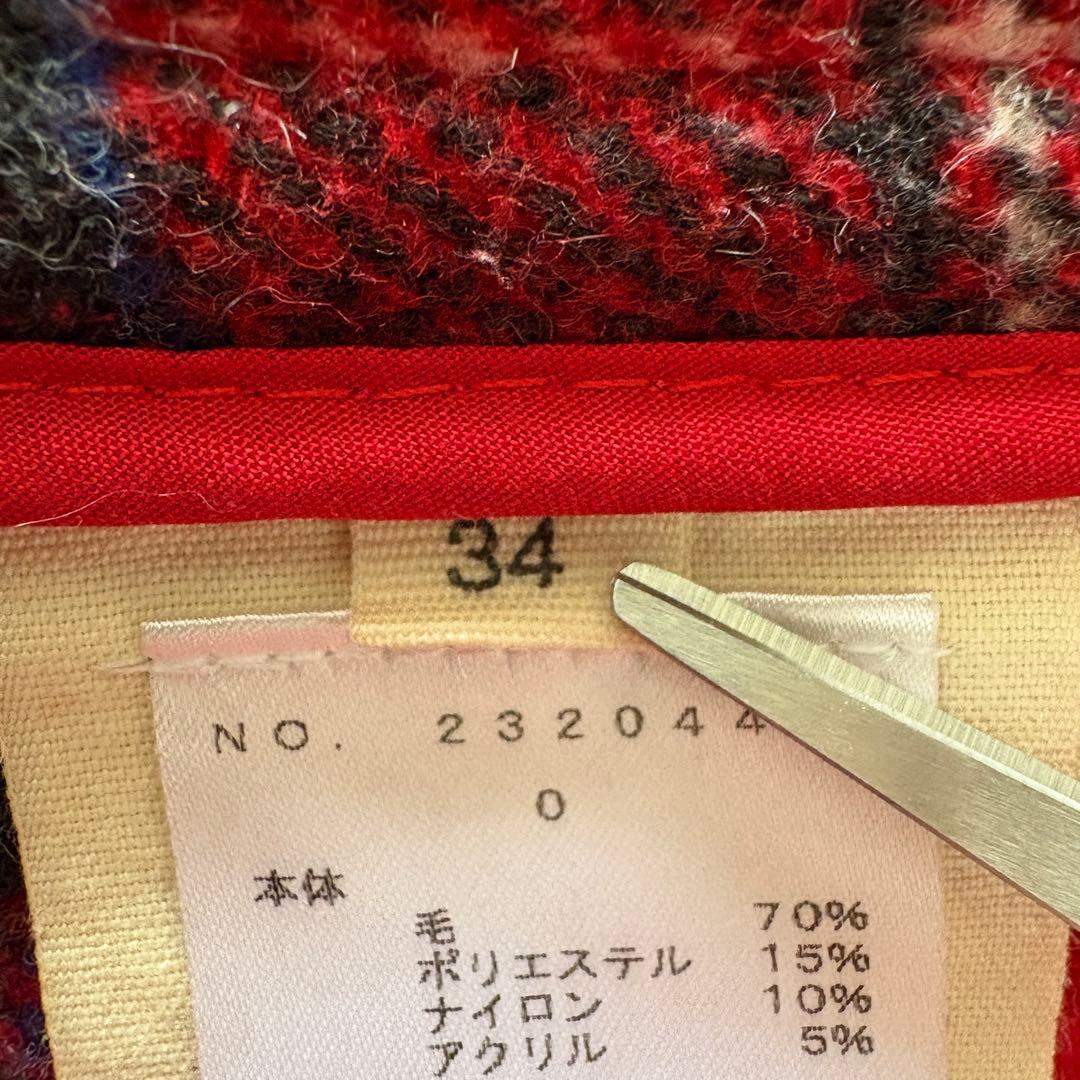 34
NO. 232044
0
本体
毛 70%
ポリエステル 15%
ナイロン 10%
アクリル 5%